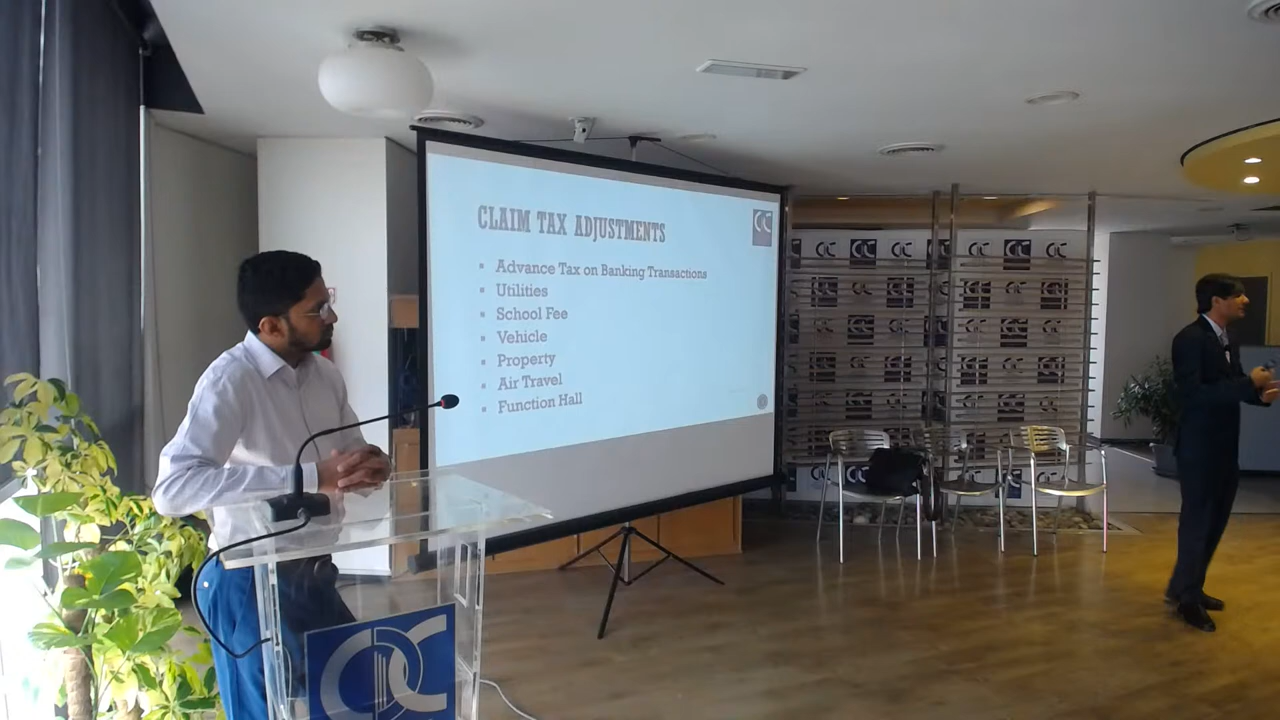 CLAIM TAX ADJUSTMENTS
Advance Tax on Banking Transactions
Utilities
School Fee
Vehicle
Property
Air Travel
Function Hall